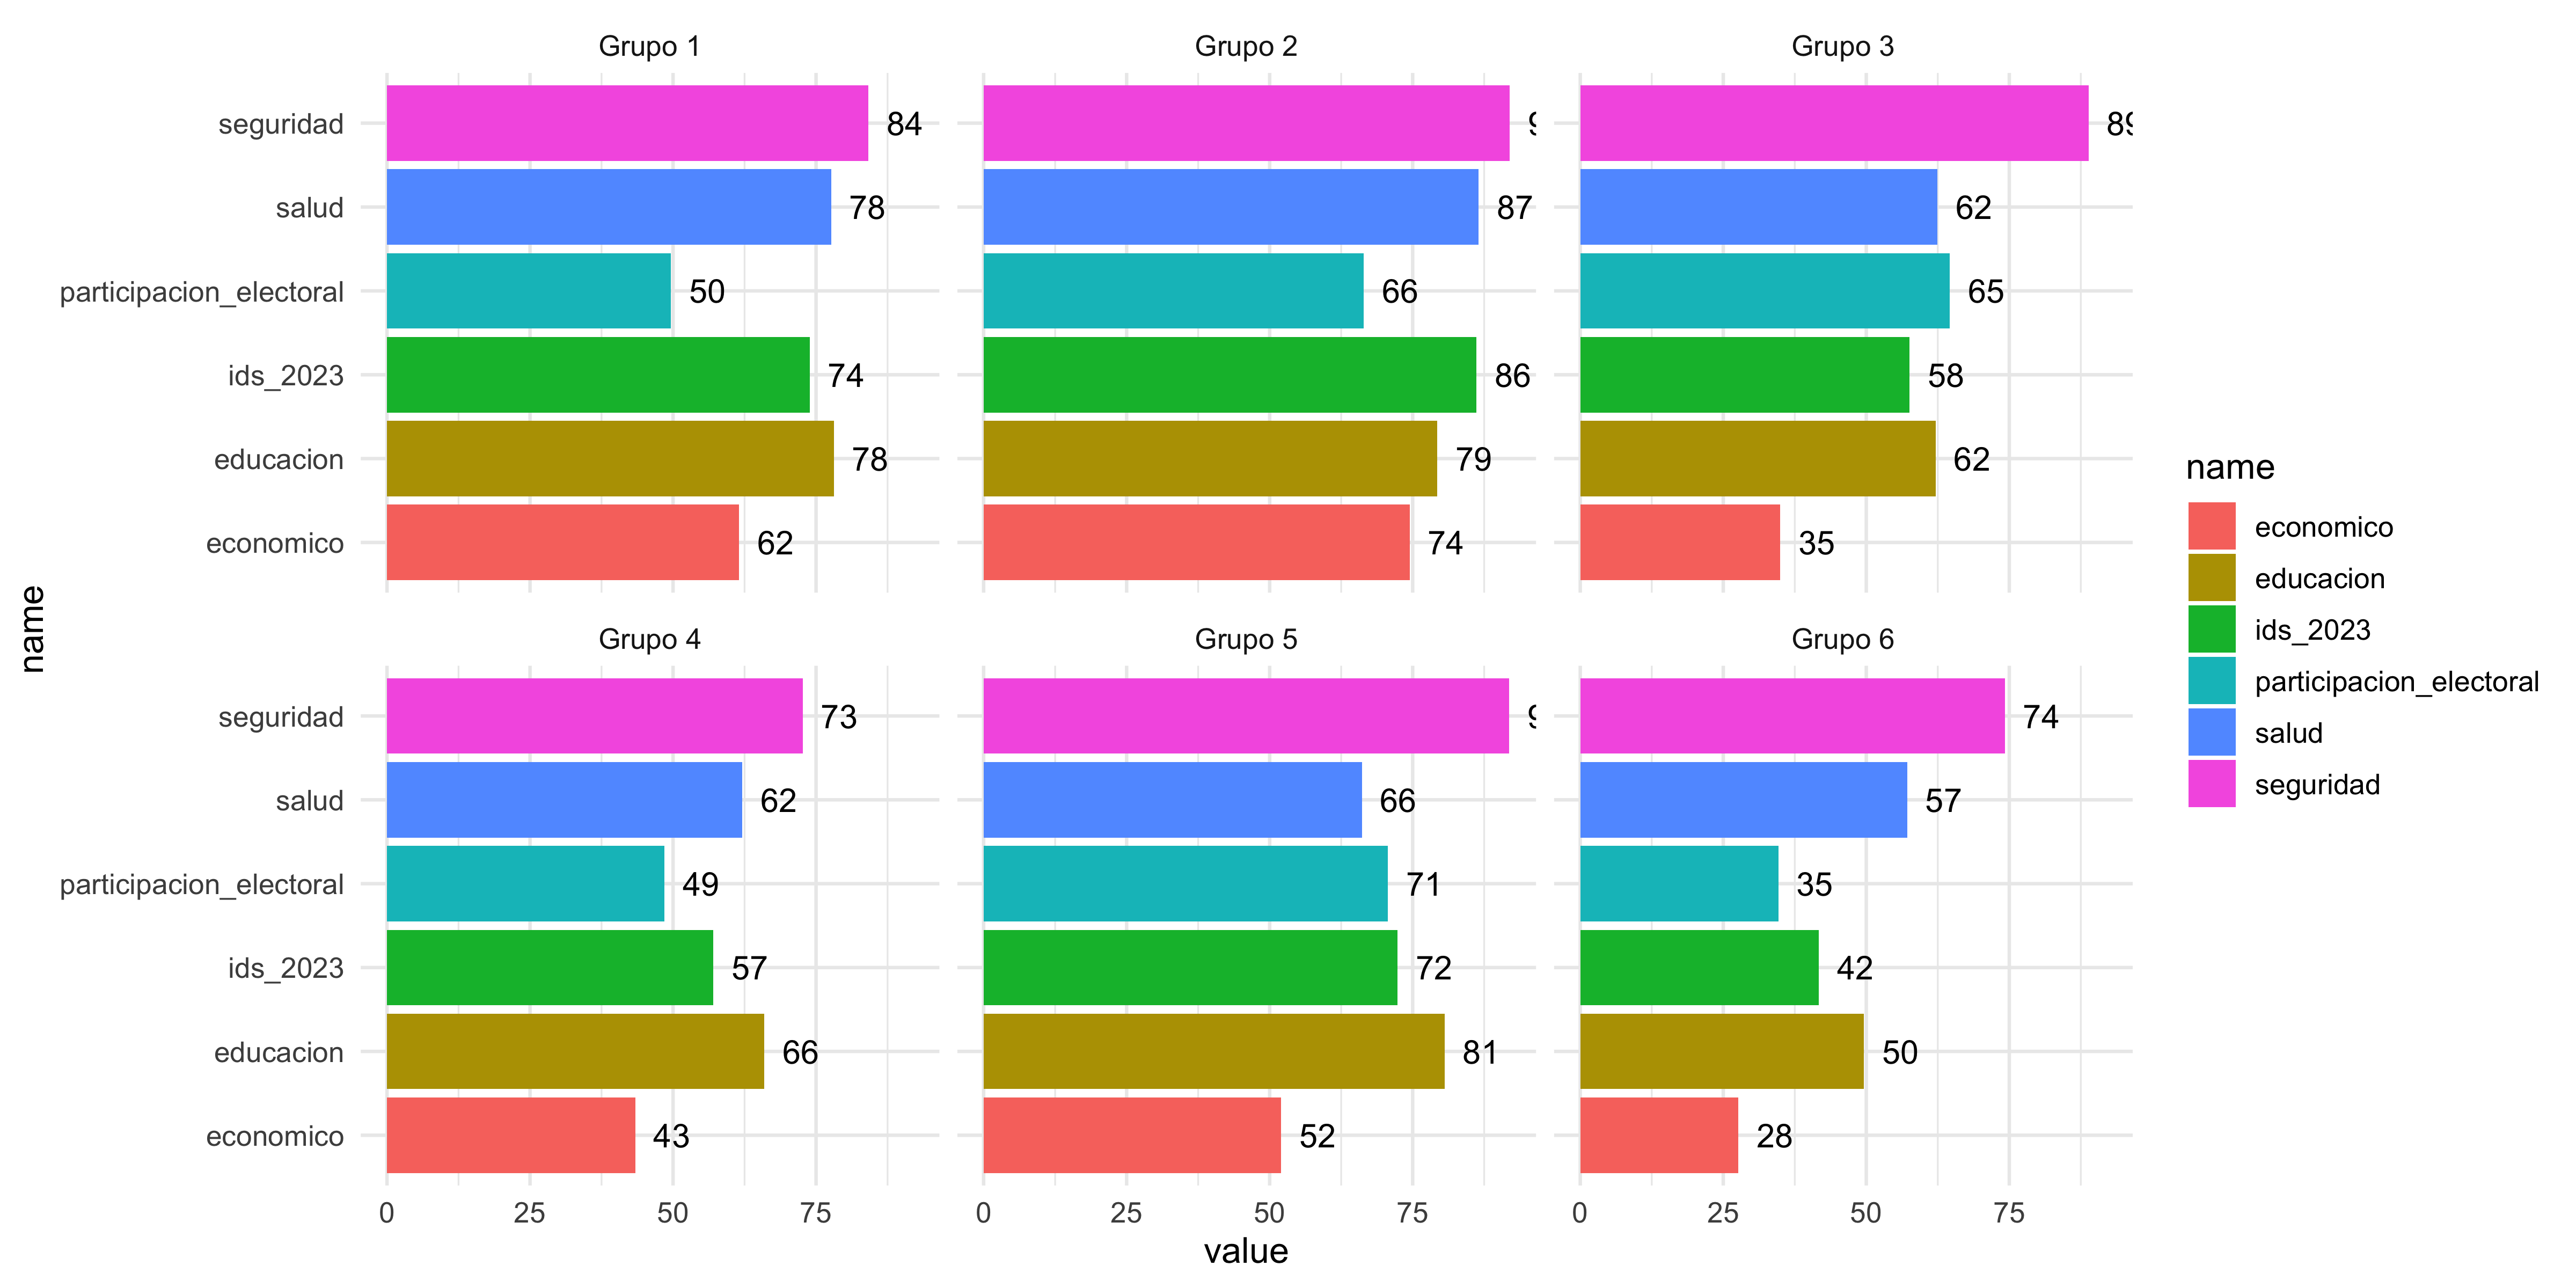 Grupo 1
Grupo 2
Grupo 3
seguridad
84
89
salud
78
87
62
participacion_electoral
50
66
65
ids_2023
74
86
58
educacion
78
79
62
economico
62
74
35
Grupo 4
Grupo 5
Grupo 6
seguridad
73
74
salud
62
66
57
participacion_electoral
49
71
35
ids_2023
57
72
42
educacion
66
81
50
economico
43
52
28
0 25 50 75
0 25 50 75
0 25 50 75
value
name
name
economico
educacion
ids_2023
participacion_electoral
salud
seguridad